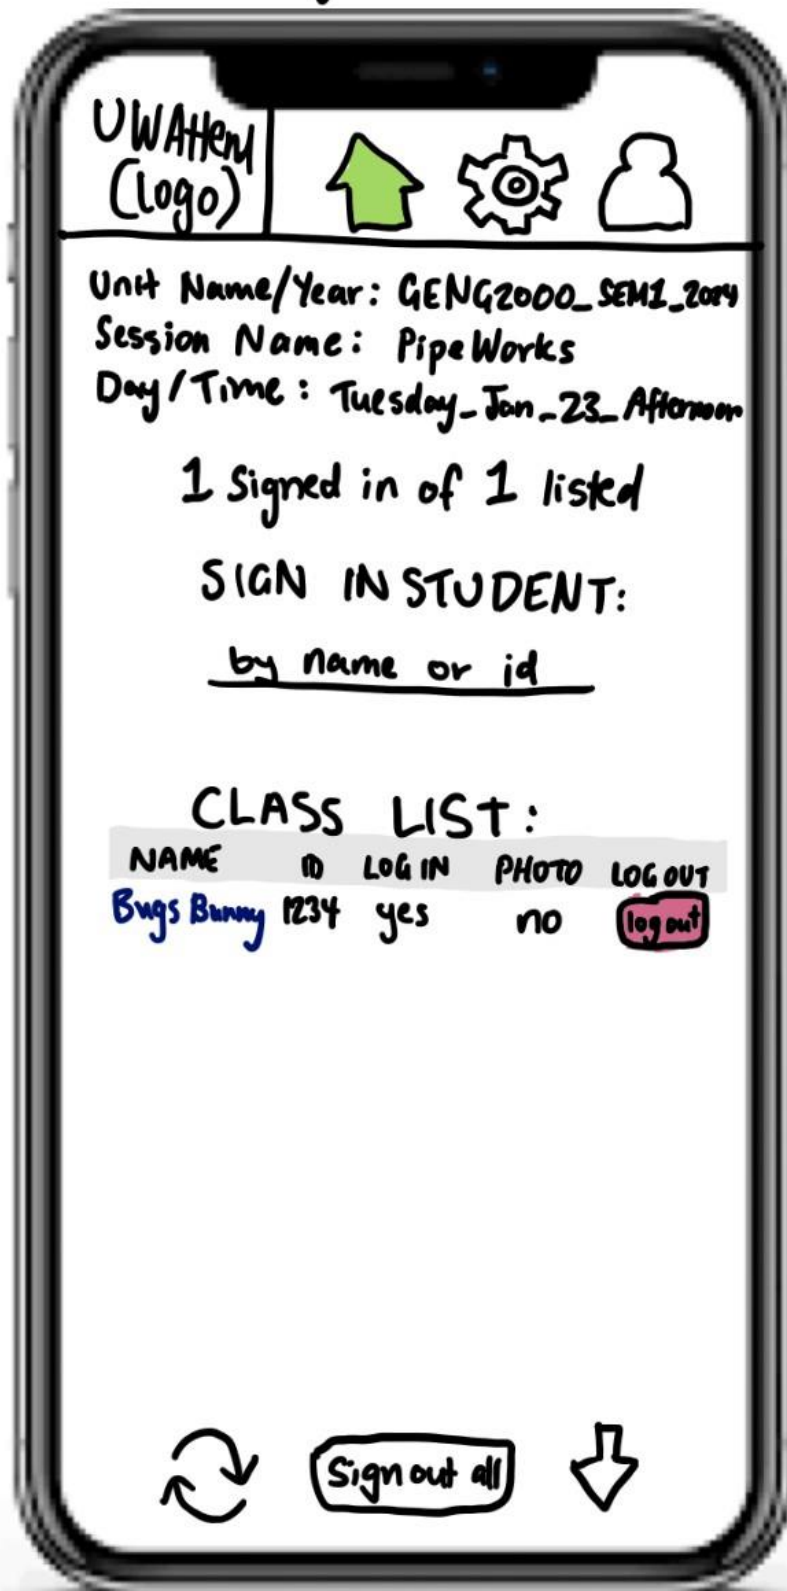 UWAttend
(logo)
Unit Name/Year: GENG2000_SEM1_2024
Session Name: PipeWorks
Day/Time: Tuesday_Jan_23_Afternoon
1 Signed in of 1 listed
SIGN IN STUDENT:
by name or id
CLASS LIST:
NAME ID LOG IN PHOTO LOG OUT
Bugs Bunny 1234 yes no log out
Sign out all